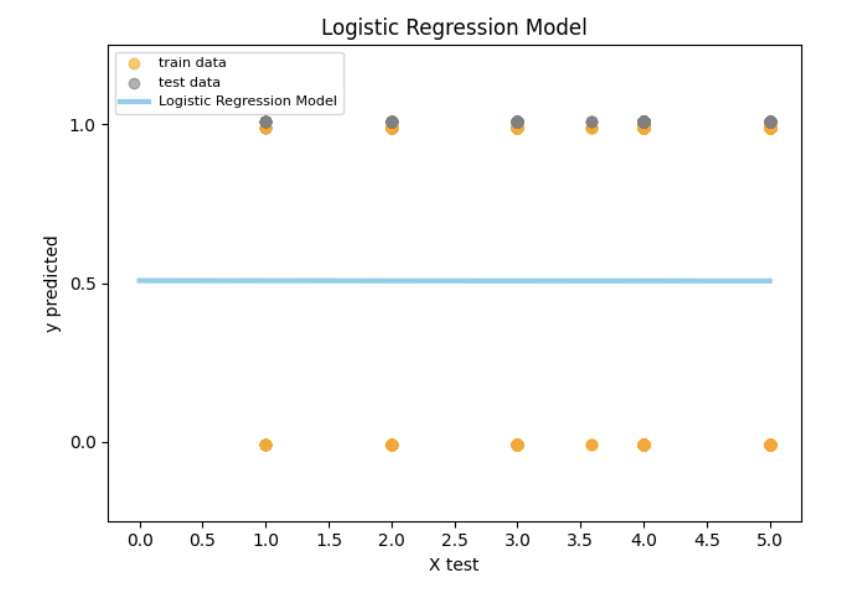 Logistic Regression Model
train data
test data
Logistic Regression Model
1.0
0.5
0.0
y predicted
0.0 0.5 1.0 1.5 2.0 2.5 3.0 3.5 4.0 4.5 5.0
X test